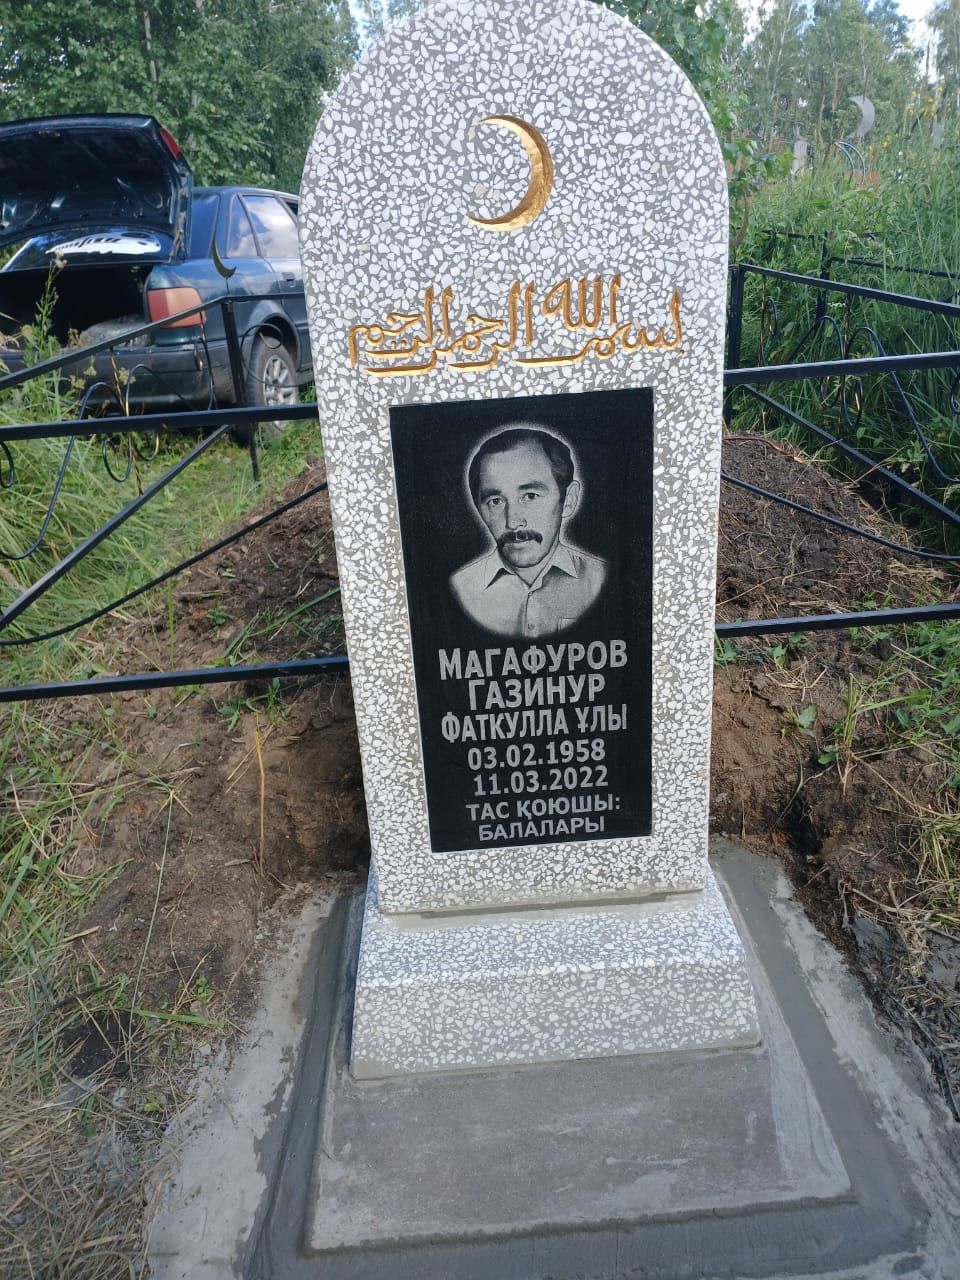 بسم الله الرحمن الرحيم
МАГАФУРОВ
ГАЗИНУР
ФАТКУЛЛА ҰЛЫ
03.02.1958
11.03.2022
ТАС ҚОЮШЫ:
БАЛАЛАРЫ